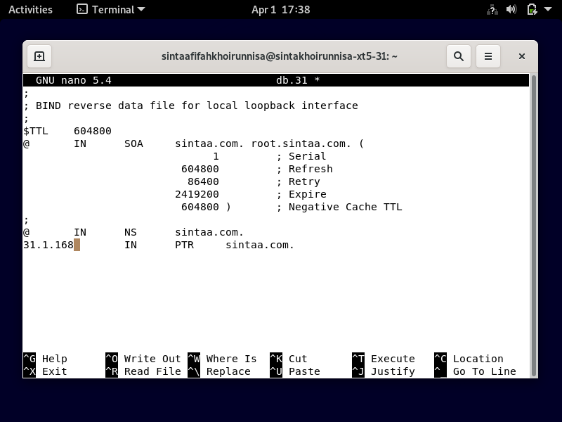 Activities Terminal Apr 1 17:38
sintaafifahkhoirunnisa@sintakhoirunnisa-xt5-31: ~
GNU nano 5.4 db.31 *
;
; BIND reverse data file for local loopback interface
;
$TTL 604800
@ IN SOA sintaa.com. root.sintaa.com. (
1 ; Serial
604800 ; Refresh
86400 ; Retry
2419200 ; Expire
604800 ) ; Negative Cache TTL
;
@ IN NS sintaa.com.
31.1.168 IN PTR sintaa.com.
^G Help ^O Write Out ^W Where Is ^K Cut ^T Execute ^C Location
^X Exit ^R Read File ^\ Replace ^U Paste ^J Justify ^_ Go To Line